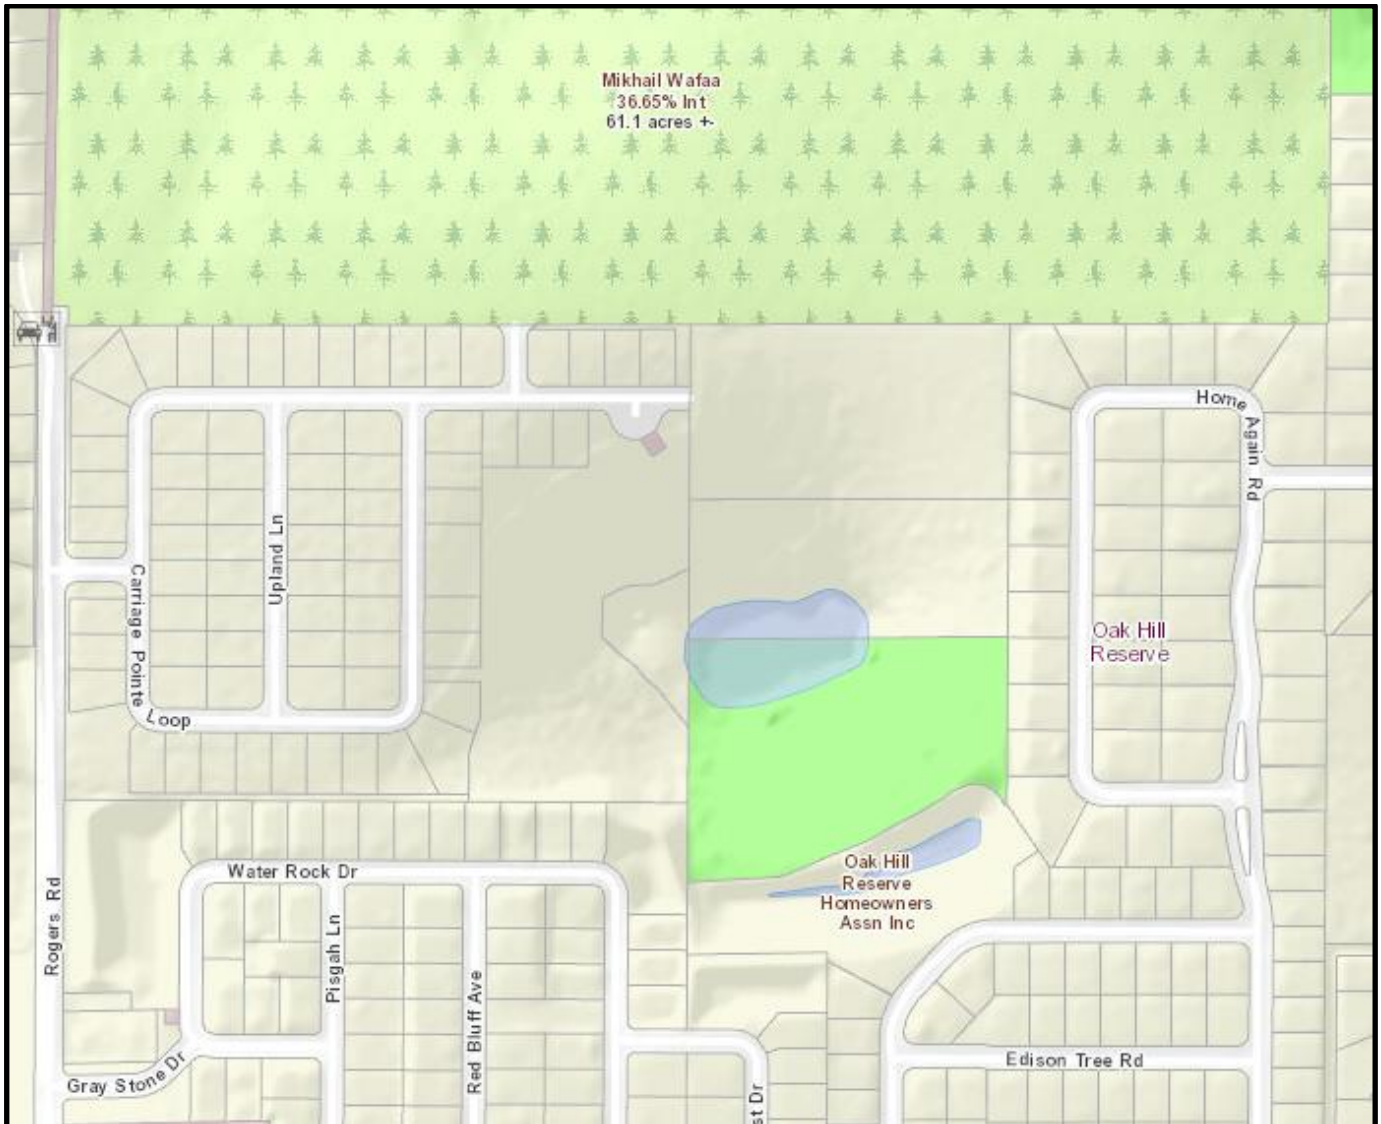 Mikhail Wafaa
36.65% Int
61.1 acres +-
Home Again Rd
Upland Ln
Carriage Pointe Loop
Oak Hill
Reserve
Water Rock Dr
Oak Hill
Reserve
Homeowners
Assn Inc
Rogers Rd
Pisgah Ln
Red Bluff Ave
Gray Stone Dr
Edison Tree Rd
st Dr